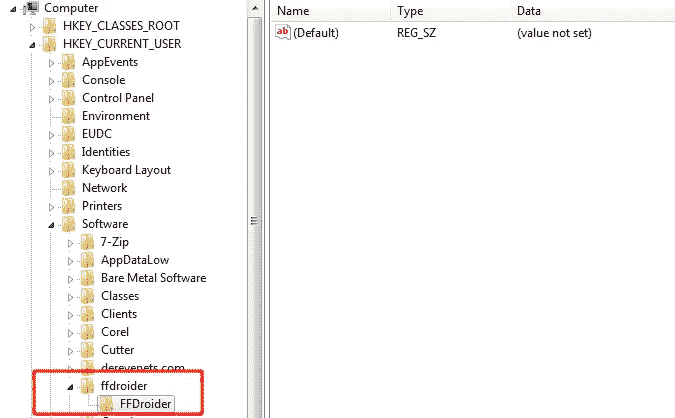 Computer
HKEY_CLASSES_ROOT
HKEY_CURRENT_USER
AppEvents
Console
Control Panel
Environment
EUDC
Identities
Keyboard Layout
Network
Printers
Software
7-Zip
AppDataLow
Bare Metal Software
Classes
Clients
Corel
Cutter
derevenets.com
ffdroider
FFDroider
Name Type Data
ab (Default) REG_SZ (value not set)